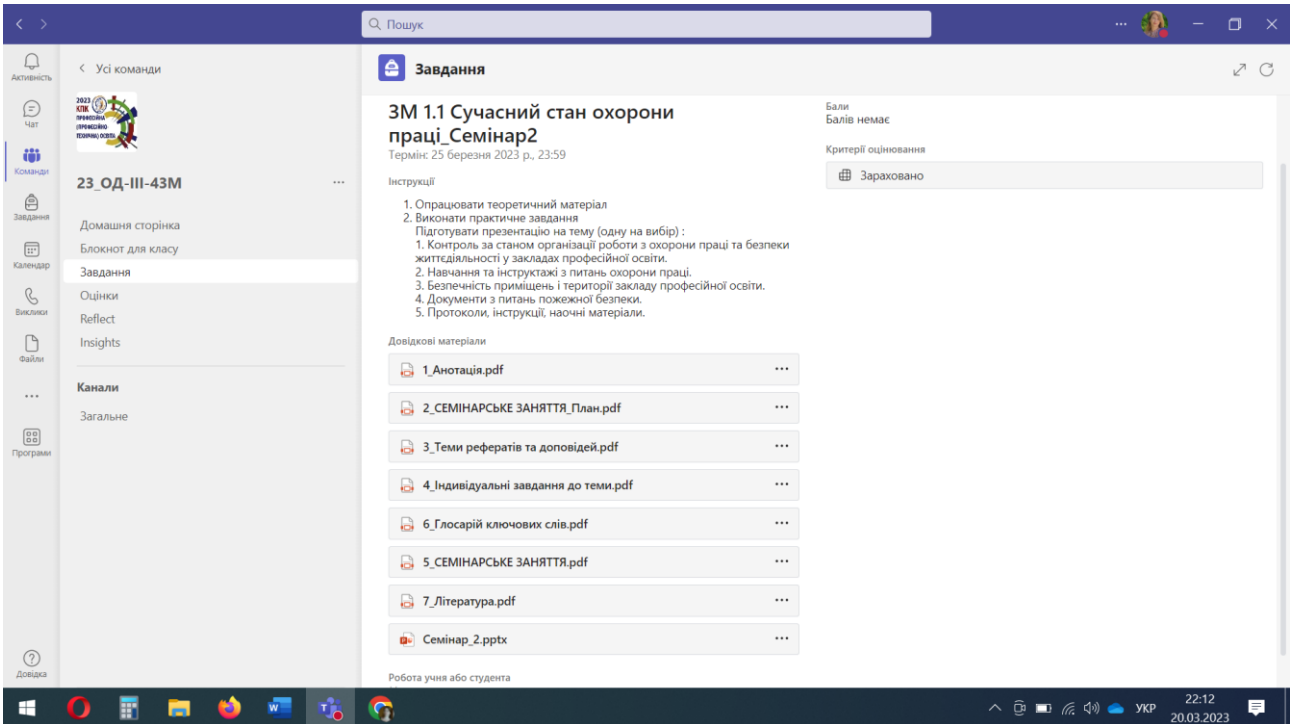 Пошук
Активність
Чат
Команди
Завдання
Календар
Виклики
Файли
Програми
Довідка
Усі команди
2023
КПК
ПРОФЕСІЙНА
(ПРОФЕСІЙНО
ТЕХНІЧНА) ОСВІТА
23_ОД-ІІІ-43М
Домашня сторінка
Блокнот для класу
Завдання
Оцінки
Reflect
Insights
Канали
Загальне
Завдання
ЗМ 1.1 Сучасний стан охорони
праці_Семінар2
Термін: 25 березня 2023 р., 23:59
Інструкції
1. Опрацювати теоретичний матеріал
2. Виконати практичне завдання
Підготувати презентацію на тему (одну на вибір) :
1. Контроль за станом організації роботи з охорони праці та безпеки
життєдіяльності у закладах професійної освіти.
2. Навчання та інструктажі з питань охорони праці.
3. Безпечність приміщень і території закладу професійної освіти.
4. Документи з питань пожежної безпеки.
5. Протоколи, інструкції, наочні матеріали.
Довідкові матеріали
1_Анотація.pdf
2_СЕМІНАРСЬКЕ ЗАНЯТТЯ_План.pdf
3_Теми рефератів та доповідей.pdf
4_Індивідуальні завдання до теми.pdf
6_Глосарій ключових слів.pdf
5_СЕМІНАРСЬКЕ ЗАНЯТТЯ.pdf
7_Література.pdf
Семінар_2.pptx
Робота учня або студента
Бали
Балів немає
Критерії оцінювання
Зараховано
УКР
22:12
20.03.2023